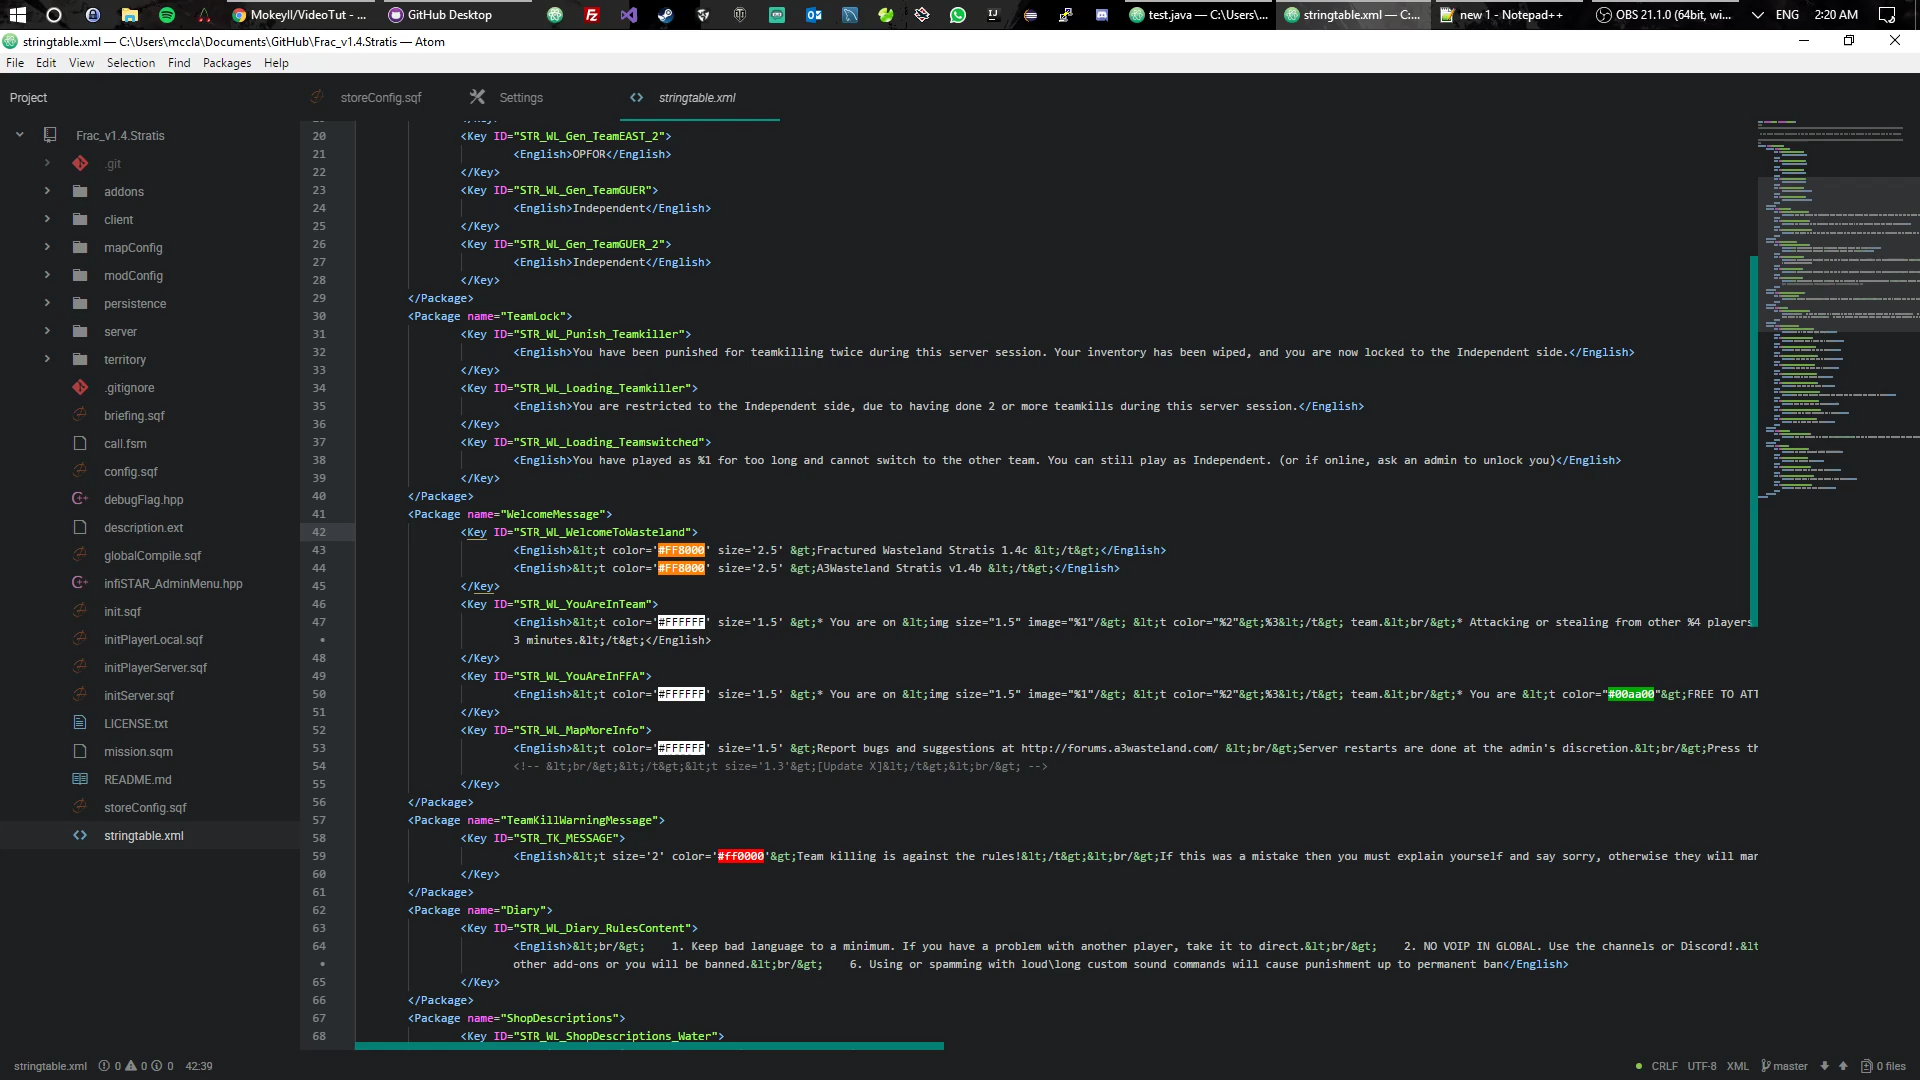 Mokeyll/VideoTut - ...
GitHub Desktop
test.java — C:\Users\...
stringtable.xml — C:...
new 1 - Notepad++
OBS 21.1.0 (64bit, wi...
ENG
2:20 AM
stringtable.xml — C:\Users\mccla\Documents\GitHub\Frac_v1.4.Stratis — Atom
File Edit View Selection Find Packages Help
Project
storeConfig.sqf
Settings
stringtable.xml
Frac_v1.4.Stratis
.git
addons
client
mapConfig
modConfig
persistence
server
territory
.gitignore
briefing.sqf
call.fsm
config.sqf
debugFlag.hpp
description.ext
globalCompile.sqf
infiSTAR_AdminMenu.hpp
init.sqf
initPlayerLocal.sqf
initPlayerServer.sqf
initServer.sqf
LICENSE.txt
mission.sqm
README.md
storeConfig.sqf
stringtable.xml
20 <Key ID="STR_WL_Gen_TeamEAST_2">
21 <English>OPFOR</English>
22 </Key>
23 <Key ID="STR_WL_Gen_TeamGUER">
24 <English>Independent</English>
25 </Key>
26 <Key ID="STR_WL_Gen_TeamGUER_2">
27 <English>Independent</English>
28 </Key>
29 </Package>
30 <Package name="TeamLock">
31 <Key ID="STR_WL_Punish_Teamkiller">
32 <English>You have been punished for teamkilling twice during this server session. Your inventory has been wiped, and you are now locked to the Independent side.</English>
33 </Key>
34 <Key ID="STR_WL_Loading_Teamkiller">
35 <English>You are restricted to the Independent side, due to having done 2 or more teamkills during this server session.</English>
36 </Key>
37 <Key ID="STR_WL_Loading_Teamswitched">
38 <English>You have played as %1 for too long and cannot switch to the other team. You can still play as Independent. (or if online, ask an admin to unlock you)</English>
39 </Key>
40 </Package>
41 <Package name="WelcomeMessage">
42 <Key ID="STR_WL_WelcomeToWasteland">
43 <English>&lt;t color='#FF8000' size='2.5' &gt;Fractured Wasteland Stratis 1.4c &lt;/t&gt;</English>
44 <English>&lt;t color='#FF8000' size='2.5' &gt;A3Wasteland Stratis v1.4b &lt;/t&gt;</English>
45 </Key>
46 <Key ID="STR_WL_YouAreInTeam">
47 <English>&lt;t color='#FFFFFF' size='1.5' &gt;* You are on &lt;img size="1.5" image="%1"/&gt; &lt;t color="%2"&gt;%3&lt;/t&gt; team.&lt;br/&gt;* Attacking or stealing from other %4 players
• 3 minutes.&lt;/t&gt;</English>
48 </Key>
49 <Key ID="STR_WL_YouAreInFFA">
50 <English>&lt;t color='#FFFFFF' size='1.5' &gt;* You are on &lt;img size="1.5" image="%1"/&gt; &lt;t color="%2"&gt;%3&lt;/t&gt; team.&lt;br/&gt;* You are &lt;t color="#00aa00"&gt;FREE TO ATT
51 </Key>
52 <Key ID="STR_WL_MapMoreInfo">
53 <English>&lt;t color='#FFFFFF' size='1.5' &gt;Report bugs and suggestions at http://forums.a3wasteland.com/ &lt;br/&gt;Server restarts are done at the admin's discretion.&lt;br/&gt;Press th
54 <!-- &lt;br/&gt;&lt;/t&gt;&lt;t size='1.3'&gt;[Update X]&lt;/t&gt;&lt;br/&gt; -->
55 </Key>
56 </Package>
57 <Package name="TeamKillWarningMessage">
58 <Key ID="STR_TK_MESSAGE">
59 <English>&lt;t size='2' color='#ff0000'&gt;Team killing is against the rules!&lt;/t&gt;&lt;br/&gt;If this was a mistake then you must explain yourself and say sorry, otherwise they will mar
60 </Key>
61 </Package>
62 <Package name="Diary">
63 <Key ID="STR_WL_Diary_RulesContent">
64 <English>&lt;br/&gt; 1. Keep bad language to a minimum. If you have a problem with another player, take it to direct.&lt;br/&gt; 2. NO VOIP IN GLOBAL. Use the channels or Discord!.&lt
• other add-ons or you will be banned.&lt;br/&gt; 6. Using or spamming with loud\long custom sound commands will cause punishment up to permanent ban</English>
65 </Key>
66 </Package>
67 <Package name="ShopDescriptions">
68 <Key ID="STR_WL_ShopDescriptions_Water">
stringtable.xml 0 0 0 42:39
CRLF UTF-8 XML master 0 files